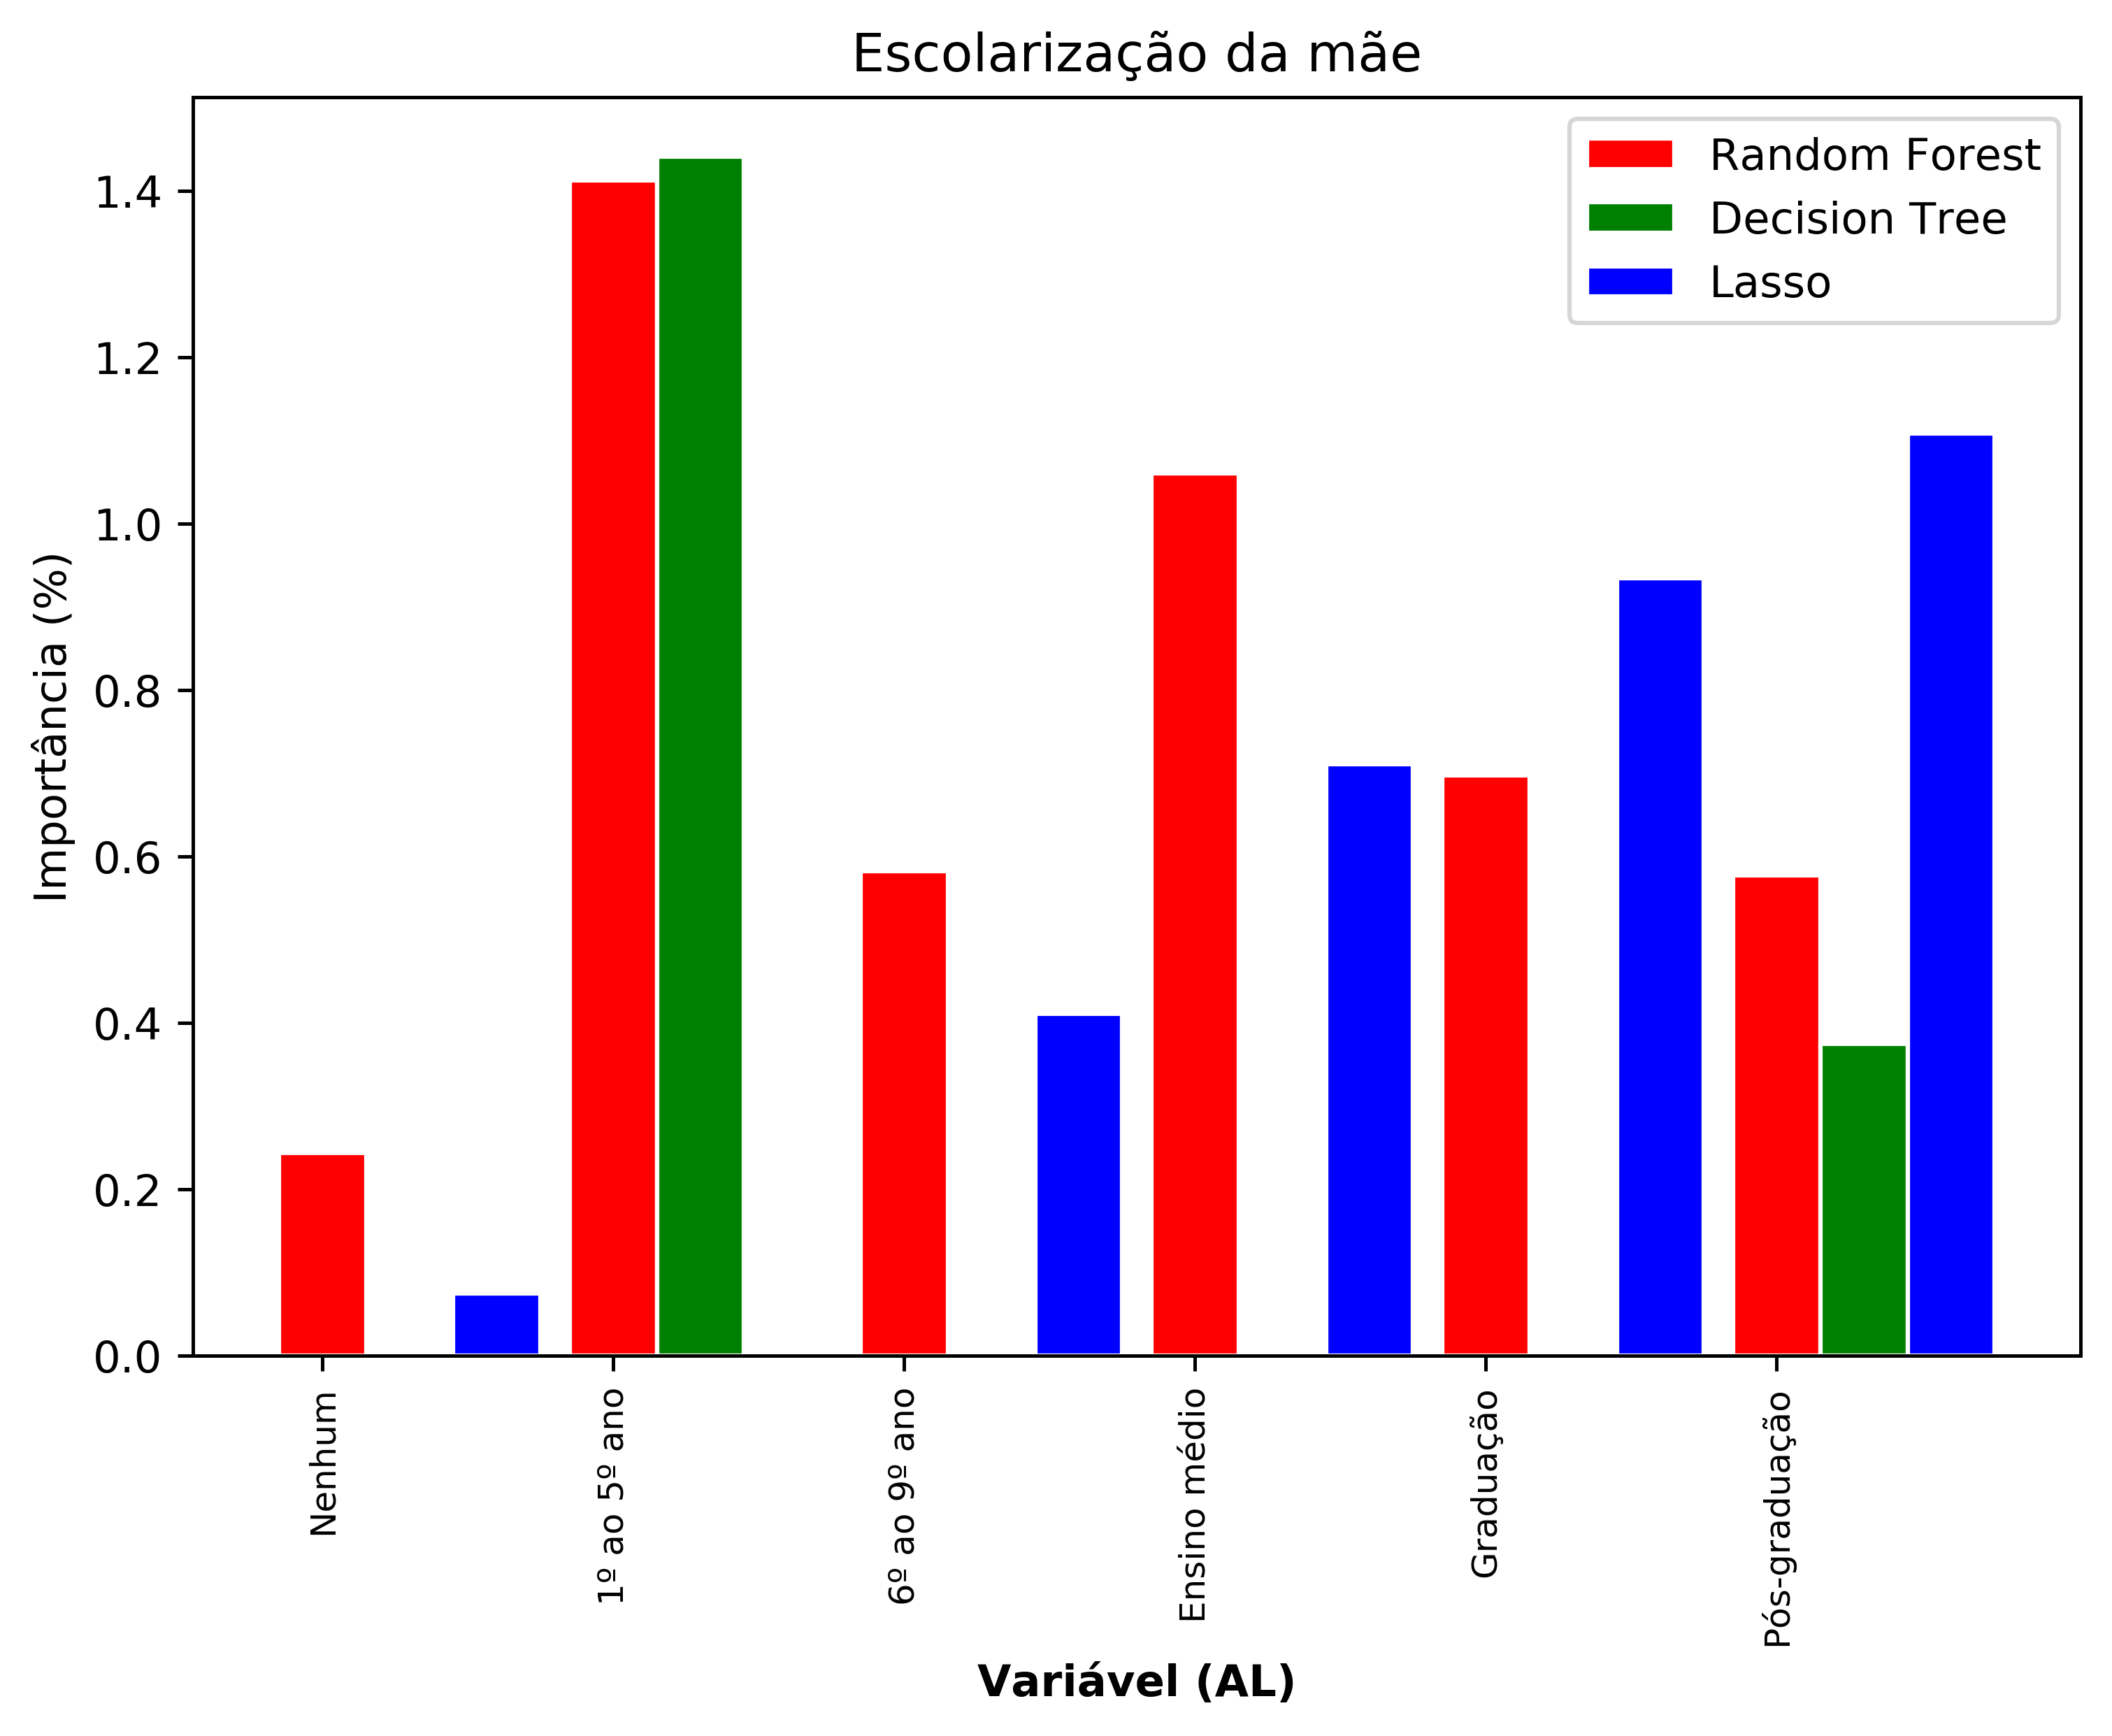 Escolarização da mãe
Random Forest
Decision Tree
Lasso
Importância (%)
1.4
1.2
1.0
0.8
0.6
0.4
0.2
0.0
Nenhum
1º ao 5º ano
6º ao 9º ano
Ensino médio
Graduação
Pós-graduação
Variável (AL)